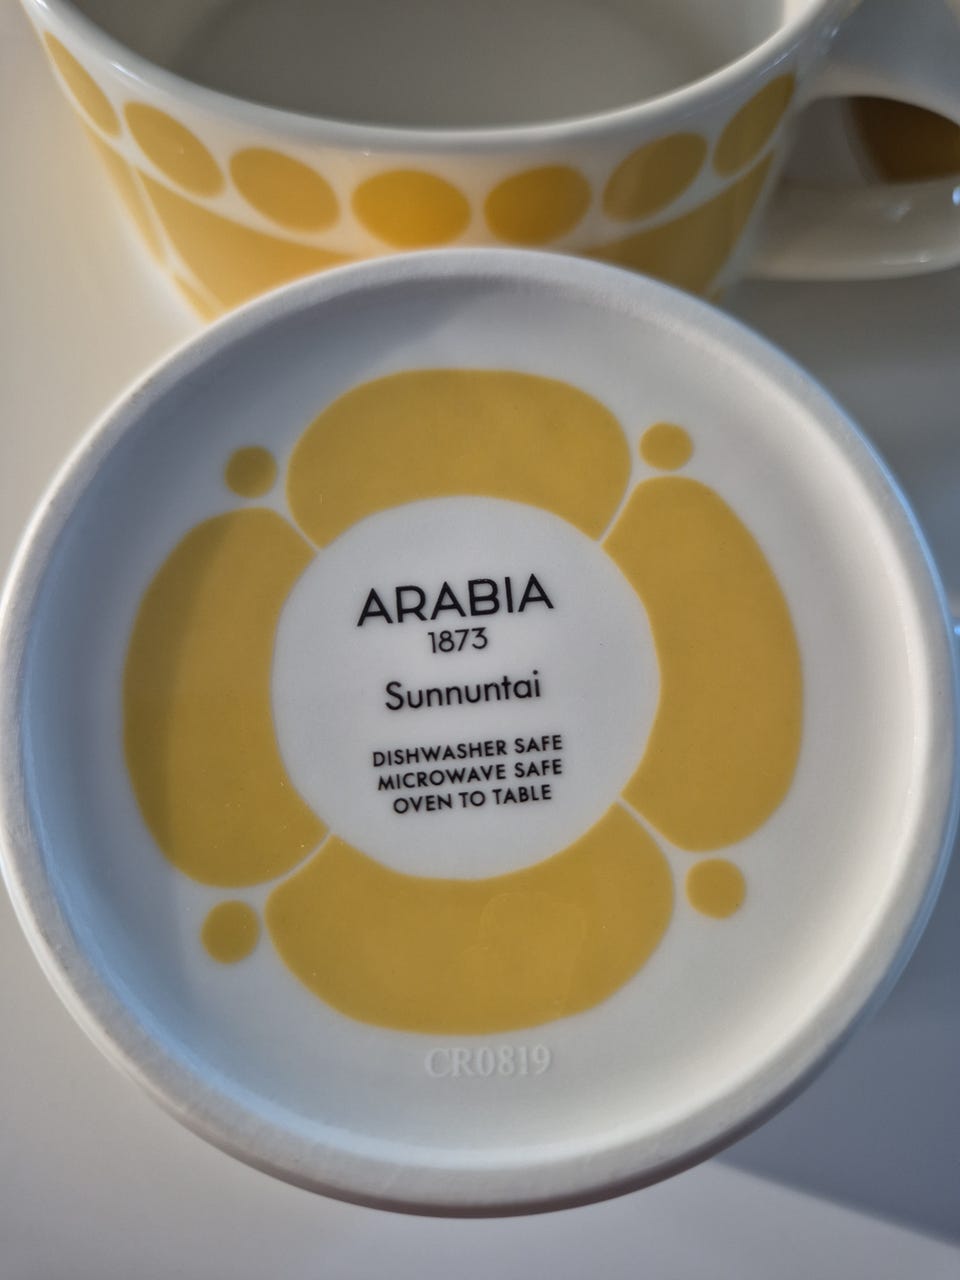 ARABIA
1873
Sunnuntai
DISHWASHER SAFE
MICROWAVE SAFE
OVEN TO TABLE
CR0819